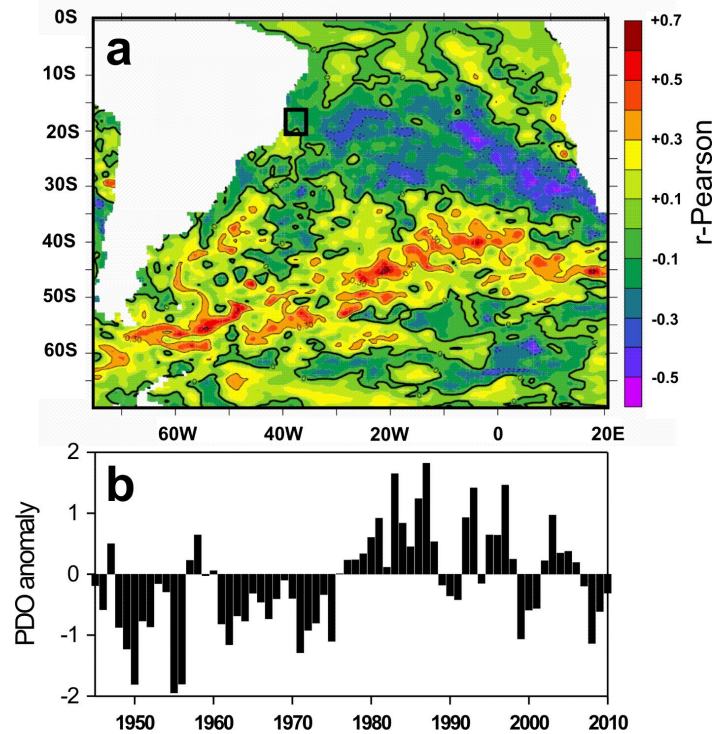 a
0S
10S
20S
30S
40S
50S
60S
60W 40W 20W 0 20E
+0.7
+0.5
+0.3
+0.1
-0.1
-0.3
-0.5
r-Pearson
b
PDO anomaly
2
1
0
-1
-2
1950 1960 1970 1980 1990 2000 2010